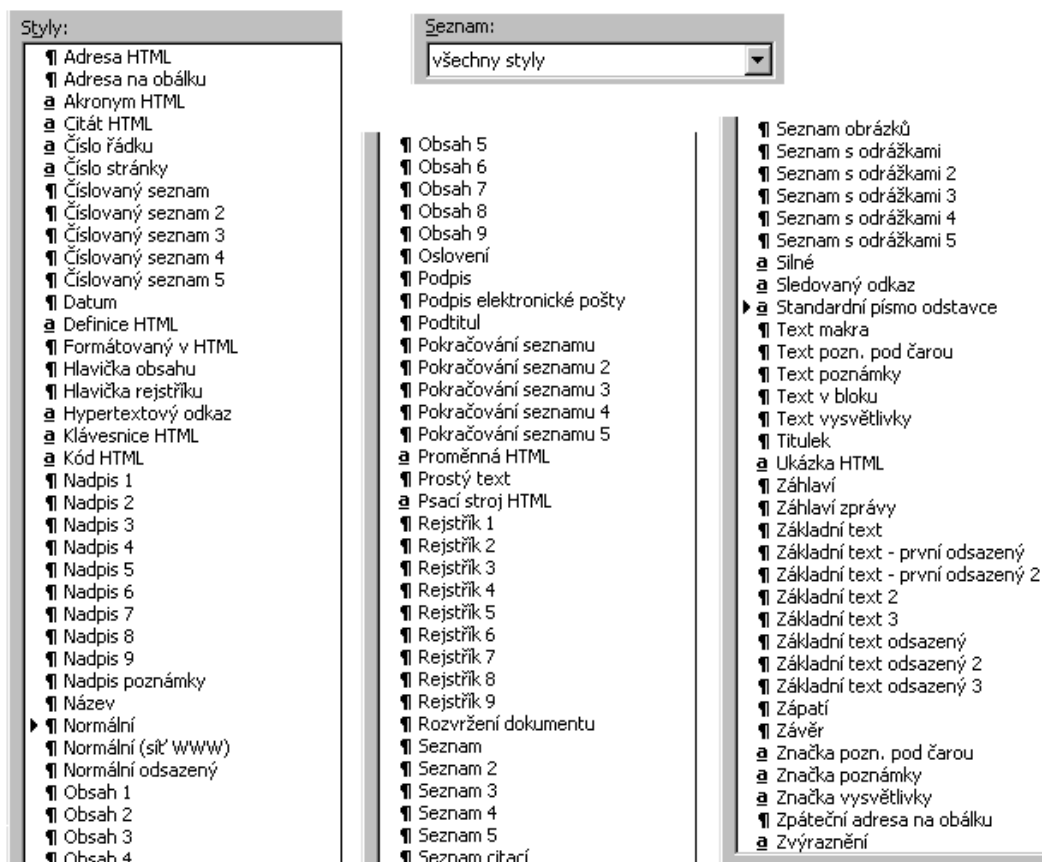 Styly:
¶ Adresa HTML
¶ Adresa na obálku
a Akronym HTML
a Citát HTML
a Číslo řádku
a Číslo stránky
¶ Číslovaný seznam
¶ Číslovaný seznam 2
¶ Číslovaný seznam 3
¶ Číslovaný seznam 4
¶ Číslovaný seznam 5
¶ Datum
a Definice HTML
¶ Formátovaný v HTML
¶ Hlavička obsahu
¶ Hlavička rejstříku
a Hypertextový odkaz
a Klávesnice HTML
a Kód HTML
¶ Nadpis 1
¶ Nadpis 2
¶ Nadpis 3
¶ Nadpis 4
¶ Nadpis 5
¶ Nadpis 6
¶ Nadpis 7
¶ Nadpis 8
¶ Nadpis 9
¶ Nadpis poznámky
¶ Název
¶ Normální
¶ Normální (síť WWW)
¶ Normální odsazený
¶ Obsah 1
¶ Obsah 2
¶ Obsah 3
¶ Obsah 4
Seznam:
všechny styly
¶ Obsah 5
¶ Obsah 6
¶ Obsah 7
¶ Obsah 8
¶ Obsah 9
¶ Oslovení
¶ Podpis
¶ Podpis elektronické pošty
¶ Podtitul
¶ Pokračování seznamu
¶ Pokračování seznamu 2
¶ Pokračování seznamu 3
¶ Pokračování seznamu 4
¶ Pokračování seznamu 5
a Proměnná HTML
¶ Prostý text
a Psací stroj HTML
¶ Rejstřík 1
¶ Rejstřík 2
¶ Rejstřík 3
¶ Rejstřík 4
¶ Rejstřík 5
¶ Rejstřík 6
¶ Rejstřík 7
¶ Rejstřík 8
¶ Rejstřík 9
¶ Rozvržení dokumentu
¶ Seznam
¶ Seznam 2
¶ Seznam 3
¶ Seznam 4
¶ Seznam 5
¶ Seznam citací
¶ Seznam obrázků
¶ Seznam s odrážkami
¶ Seznam s odrážkami 2
¶ Seznam s odrážkami 3
¶ Seznam s odrážkami 4
¶ Seznam s odrážkami 5
a Silné
a Sledovaný odkaz
a Standardní písmo odstavce
¶ Text makra
¶ Text pozn. pod čarou
¶ Text poznámky
¶ Text v bloku
¶ Text vysvětlivky
¶ Titulek
a Ukázka HTML
¶ Záhlaví
¶ Záhlaví zprávy
¶ Základní text
¶ Základní text - první odsazený
¶ Základní text - první odsazený 2
¶ Základní text 2
¶ Základní text 3
¶ Základní text odsazený
¶ Základní text odsazený 2
¶ Základní text odsazený 3
¶ Zápatí
¶ Závěr
a Značka pozn. pod čarou
a Značka poznámky
a Značka vysvětlivky
¶ Zpáteční adresa na obálku
a Zvýraznění